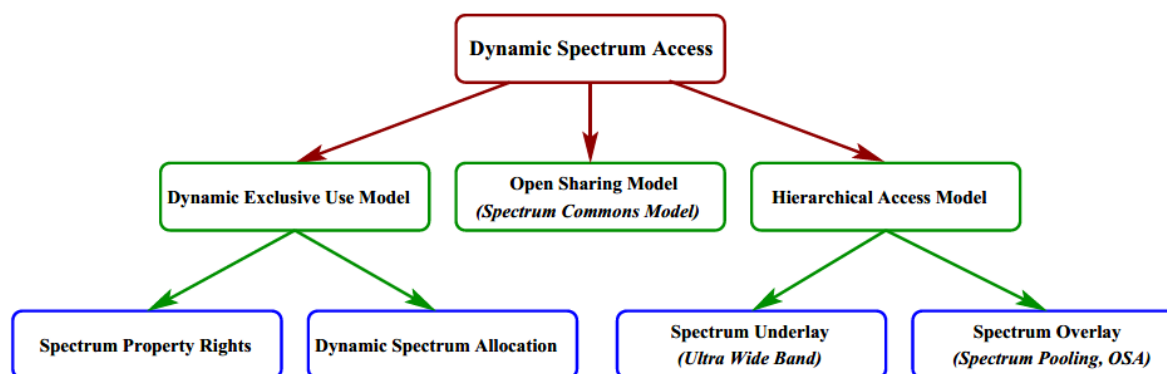 Dynamic Spectrum Access
Dynamic Exclusive Use Model
Open Sharing Model
(Spectrum Commons Model)
Hierarchical Access Model
Spectrum Property Rights
Dynamic Spectrum Allocation
Spectrum Underlay
(Ultra Wide Band)
Spectrum Overlay
(Spectrum Pooling, OSA)